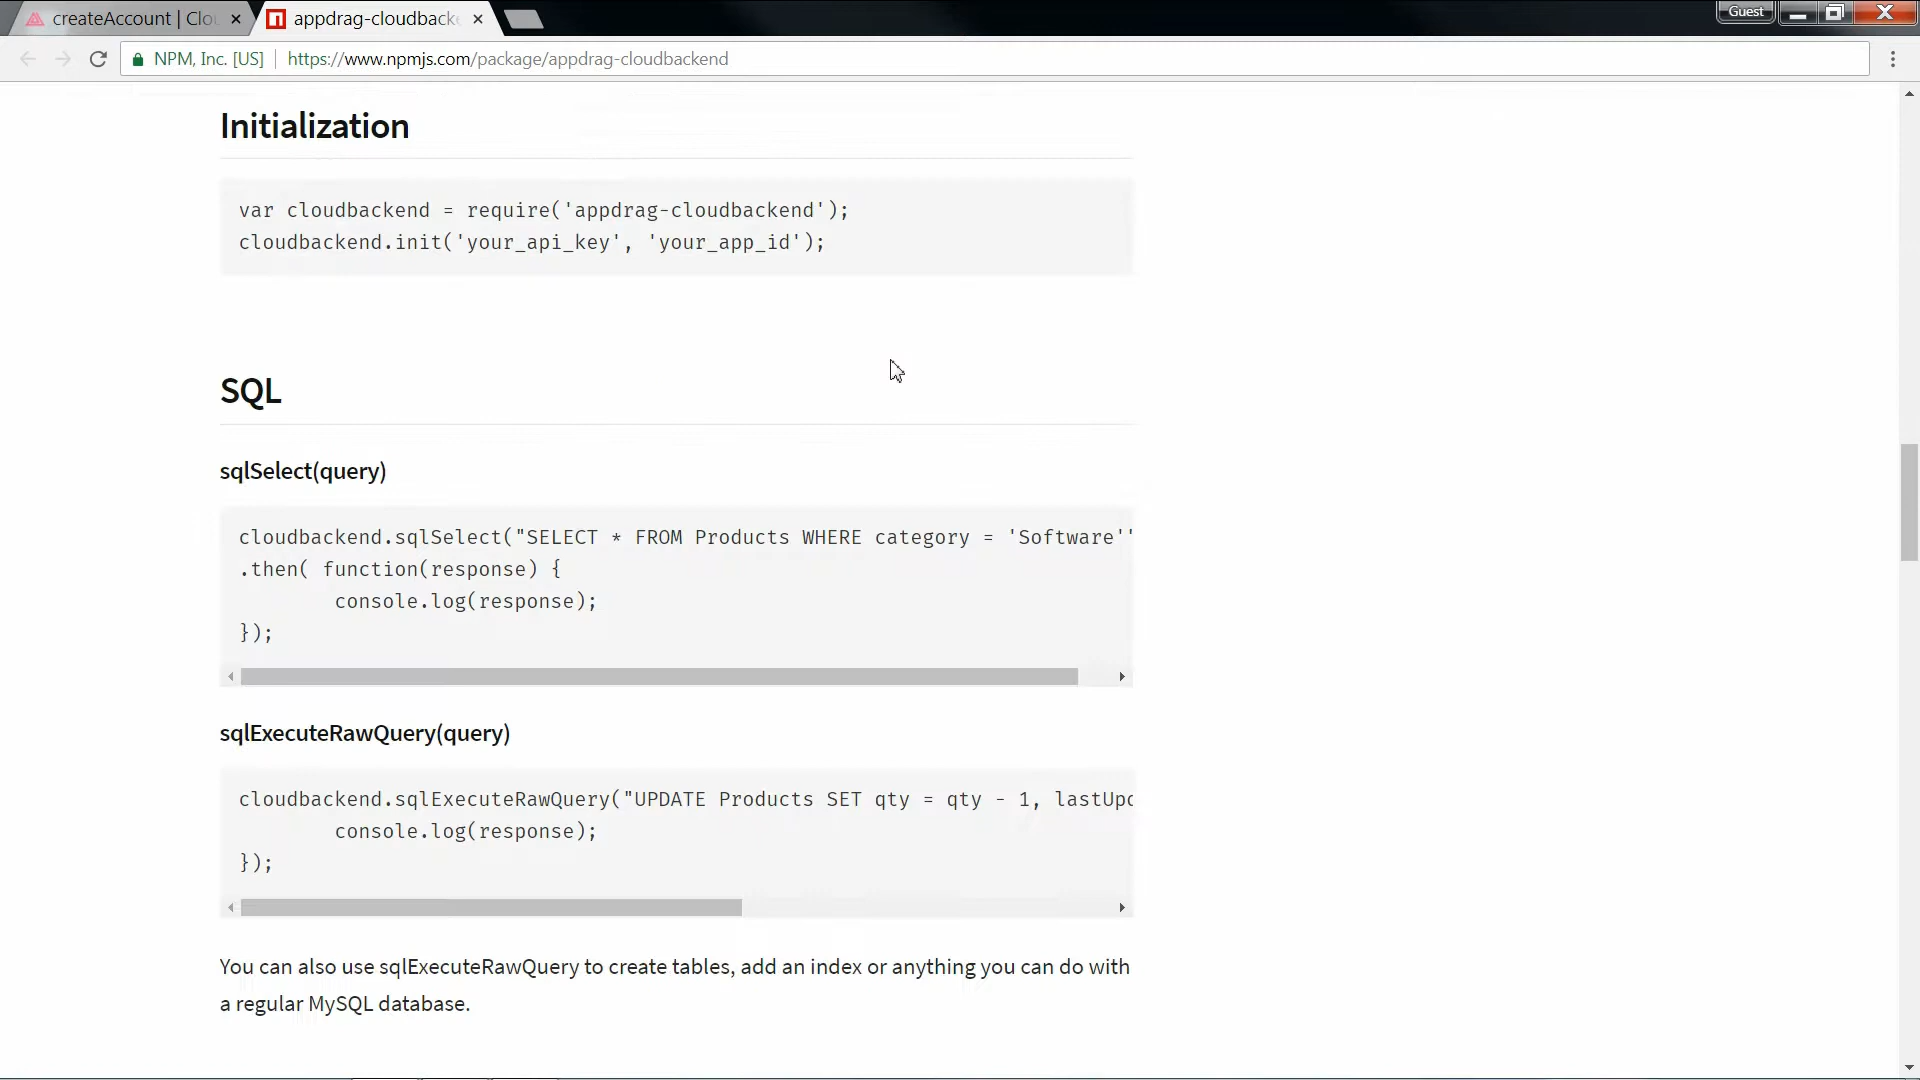 createAccount | Clou
appdrag-cloudbacke
Guest
NPM, Inc. [US]
https://www.npmjs.com/package/appdrag-cloudbackend
Initialization
var cloudbackend = require('appdrag-cloudbackend');
cloudbackend.init('your_api_key', 'your_app_id');
SQL
sqlSelect(query)
cloudbackend.sqlSelect("SELECT * FROM Products WHERE category = 'Software''
.then( function(response) {
console.log(response);
});
sqlExecuteRawQuery(query)
cloudbackend.sqlExecuteRawQuery("UPDATE Products SET qty = qty - 1, lastUpd
console.log(response);
});
You can also use sqlExecuteRawQuery to create tables, add an index or anything you can do with
a regular MySQL database.